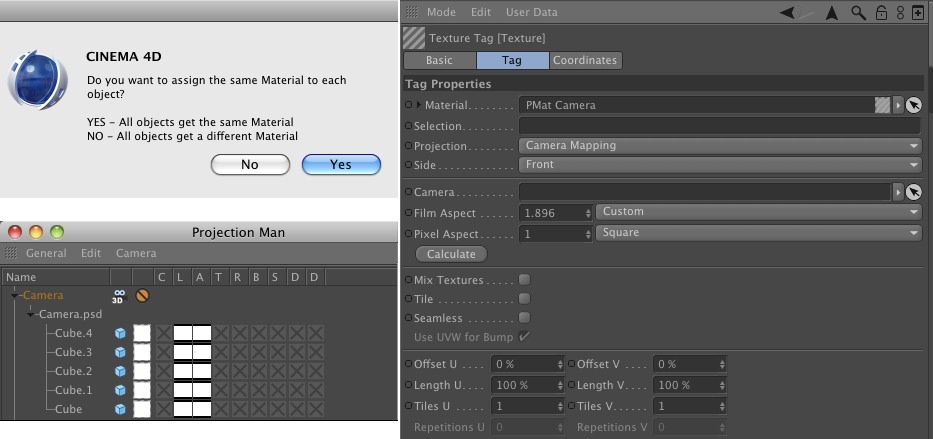 CINEMA 4D
Do you want to assign the same Material to each
object?
YES - All objects get the same Material
NO - All objects get a different Material
No Yes
Projection Man
General Edit Camera
Name C L A T R B S D D
Camera 3D
Camera.psd
Cube.4
Cube.3
Cube.2
Cube.1
Cube
Mode Edit User Data
Texture Tag [Texture]
Basic Tag Coordinates
Tag Properties
Material........ PMat Camera
Selection.......
Projection...... Camera Mapping
Side............ Front
Camera..........
Film Aspect ...... 1.896 Custom
Pixel Aspect..... 1 Square
Calculate
Mix Textures
Tile
Seamless
Use UVW for Bump
Offset U .... 0 % Offset V .... 0 %
Length U.... 100 % Length V.... 100 %
Tiles U ..... 1 Tiles V...... 1
Repetitions U 0 Repetitions V 0